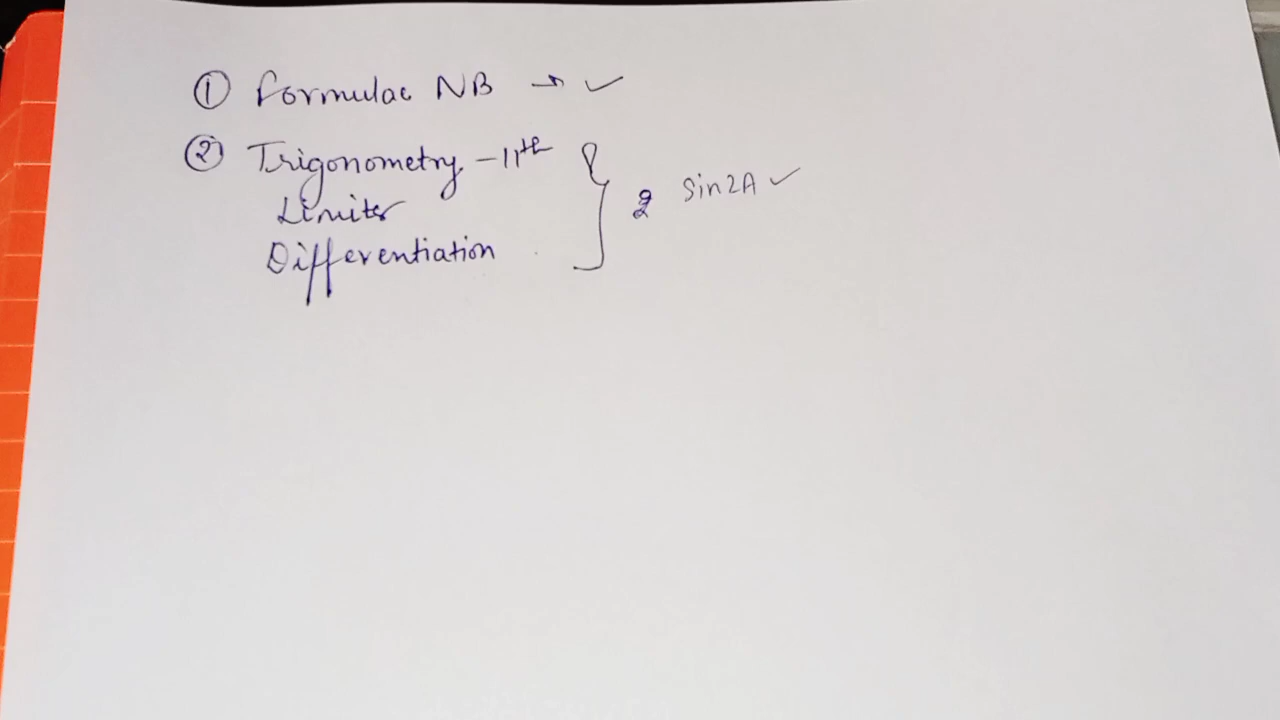 ① Formulae NB → ✓
② Trigonometry - 11th
Limits
Differentiation
} 2 Sin2A ✓